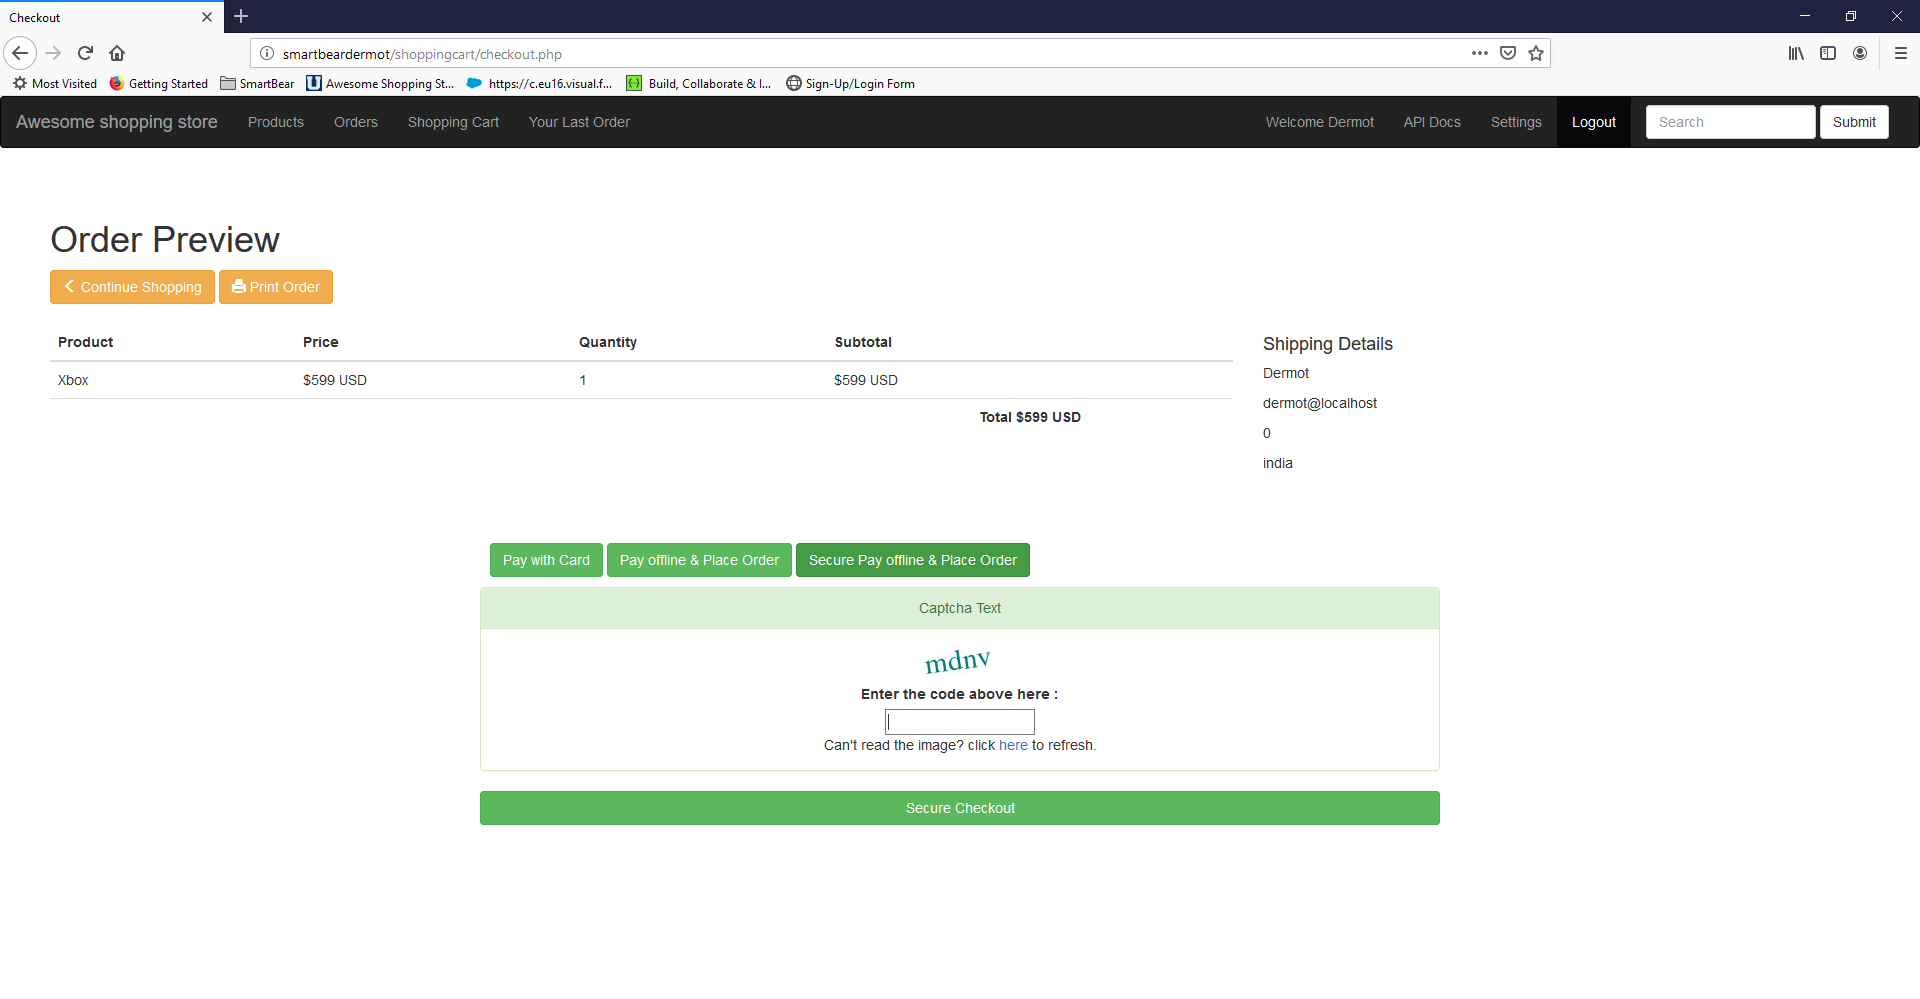 Checkout
smartbeardermot/shoppingcart/checkout.php
Most Visited Getting Started SmartBear Awesome Shopping St... https://c.eu16.visual.f... Build, Collaborate & I... Sign-Up/Login Form
Awesome shopping store Products Orders Shopping Cart Your Last Order Welcome Dermot API Docs Settings Logout Search Submit
Order Preview
Continue Shopping Print Order
Product Price Quantity Subtotal
Xbox $599 USD 1 $599 USD
Total $599 USD
Shipping Details
Dermot
dermot@localhost
0
india
Pay with Card Pay offline & Place Order Secure Pay offline & Place Order
Captcha Text
mdnv
Enter the code above here :
Can't read the image? click here to refresh.
Secure Checkout